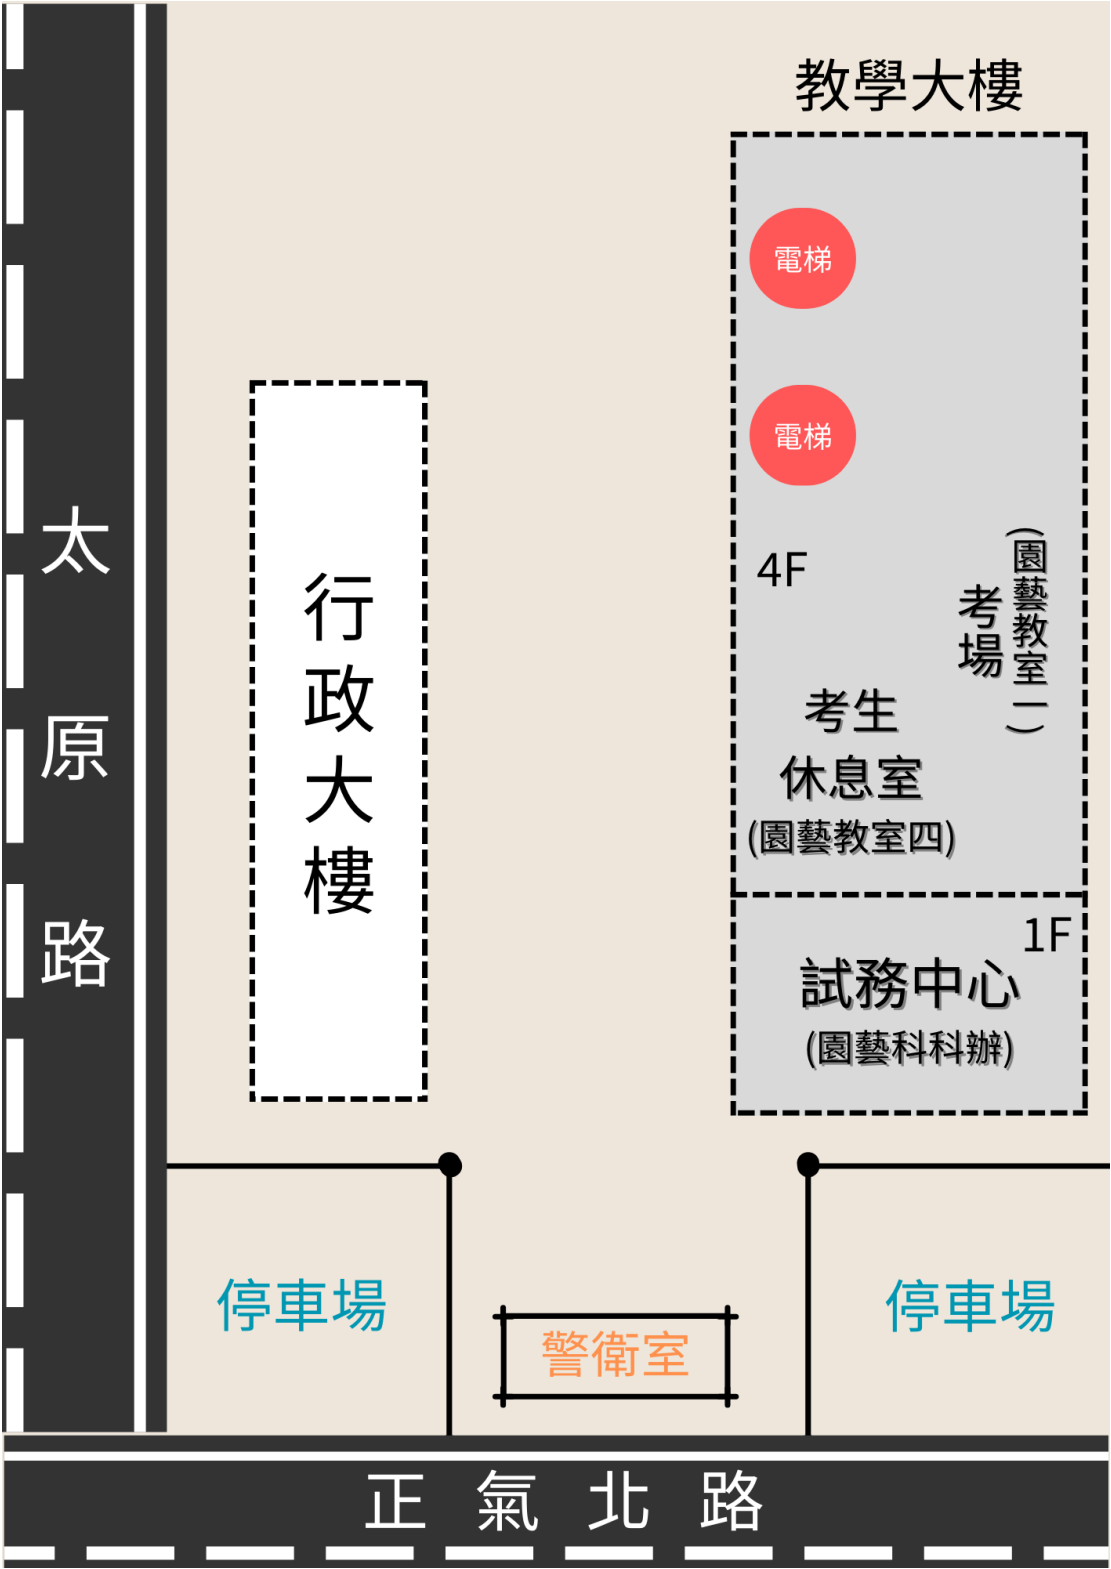 教學大樓
電梯
電梯
4F
考場
(園藝教室一)
考生
休息室
(園藝教室四)
1F
試務中心
(園藝科科辦)
行政大樓
太原路
停車場
警衛室
停車場
正氣北路